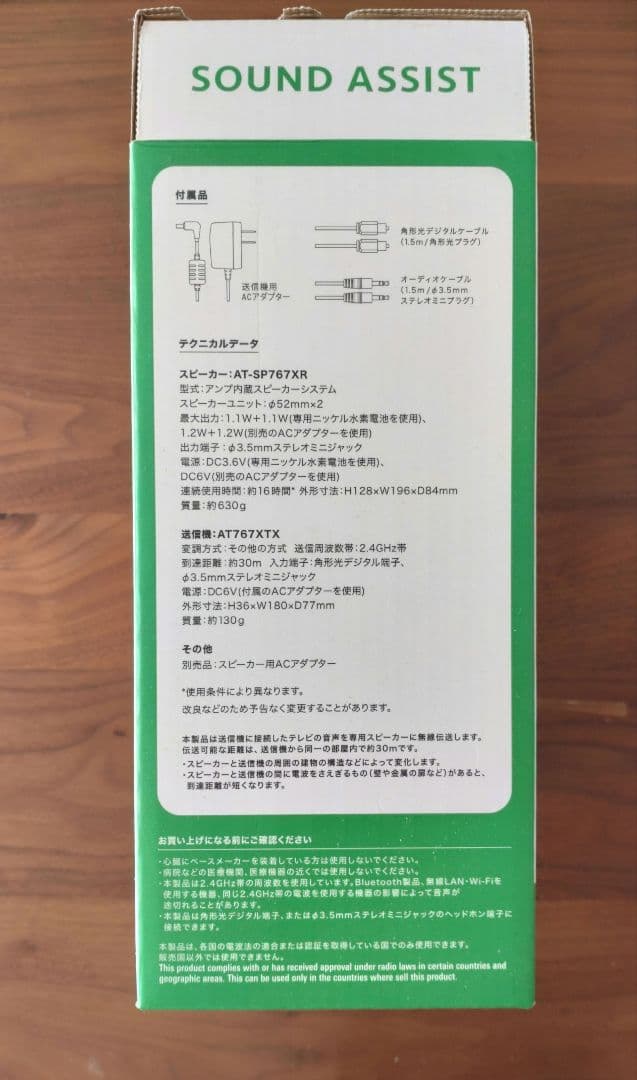 SOUND ASSIST
付属品
送信機用
ACアダプター
角形光デジタルケーブル
(1.5m/角形光プラグ)
オーディオケーブル
(1.5m/φ3.5mm
ステレオミニプラグ)
テクニカルデータ
スピーカー:AT-SP767XR
型式:アンプ内蔵スピーカーシステム
スピーカーユニット:φ52mm×2
最大出力:1.1W+1.1W(専用ニッケル水素電池を使用)、
1.2W+1.2W(別売のACアダプターを使用)
出力端子:φ3.5mmステレオミニジャック
電源:DC3.6V(専用ニッケル水素電池を使用)、
DC6V(別売のACアダプターを使用)
連続使用時間:約16時間* 外形寸法:H128×W196×D84mm
質量:約630g
送信機:AT767XTX
変調方式:その他の方式 送信周波数帯:2.4GHz帯
到達距離:約30m 入力端子:角形光デジタル端子、
φ3.5mmステレオミニジャック
電源:DC6V(付属のACアダプターを使用)
外形寸法:H36×W180×D77mm
質量:約130g
その他
別売品:スピーカー用ACアダプター
*使用条件により異なります。
改良などのため予告なく変更することがあります。
本製品は送信機に接続したテレビの音声を専用スピーカーに無線伝送します。
伝送可能な距離は、送信機から同一の部屋内で約30mです。
・スピーカーと送信機の周囲の建物の構造などによって変化します。
・スピーカーと送信機の間に電波をさえぎるもの(壁や金属の扉など)があると、
到達距離が短くなります。
お買い上げになる前にご確認ください
・心臓にペースメーカーを装着している方は使用しないでください。
・病院などの医療機関、医療機器の近くでは使用しないでください。
・本製品は2.4GHz帯の周波数を使用しています。Bluetooth製品、無線LAN・Wi-Fiを
使用する機器、同じ2.4GHz帯の電波を使用する機器の影響によって音声が
途切れることがあります。
・本製品は角形光デジタル端子、またはφ3.5mmステレオミニジャックのヘッドホン端子に
接続できます。
本製品は、各国の電波法の適合または認証を取得している国でのみ使用できます。
販売国以外では使用できません。
This product complies with or has received approval under radio laws in certain countries and
geographic areas. This can be used only in the countries where sell this product.